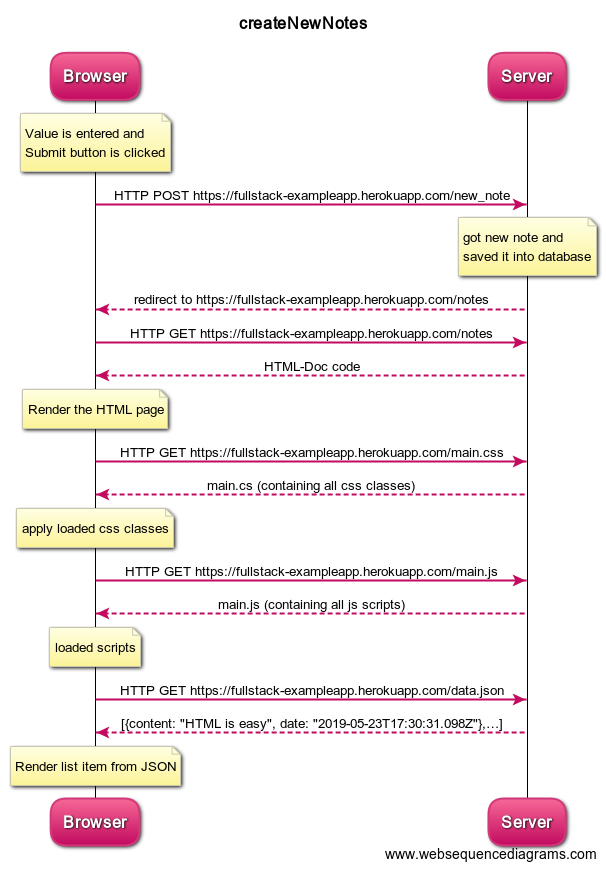 createNewNotes
Browser
Server
Value is entered and
Submit button is clicked
HTTP POST https://fullstack-exampleapp.herokuapp.com/new_note
got new note and
saved it into database
redirect to https://fullstack-exampleapp.herokuapp.com/notes
HTTP GET https://fullstack-exampleapp.herokuapp.com/notes
HTML-Doc code
Render the HTML page
HTTP GET https://fullstack-exampleapp.herokuapp.com/main.css
main.cs (containing all css classes)
apply loaded css classes
HTTP GET https://fullstack-exampleapp.herokuapp.com/main.js
main.js (containing all js scripts)
loaded scripts
HTTP GET https://fullstack-exampleapp.herokuapp.com/data.json
[{content: "HTML is easy", date: "2019-05-23T17:30:31.098Z"},…]
Render list item from JSON
Browser
Server
www.websequencediagrams.com